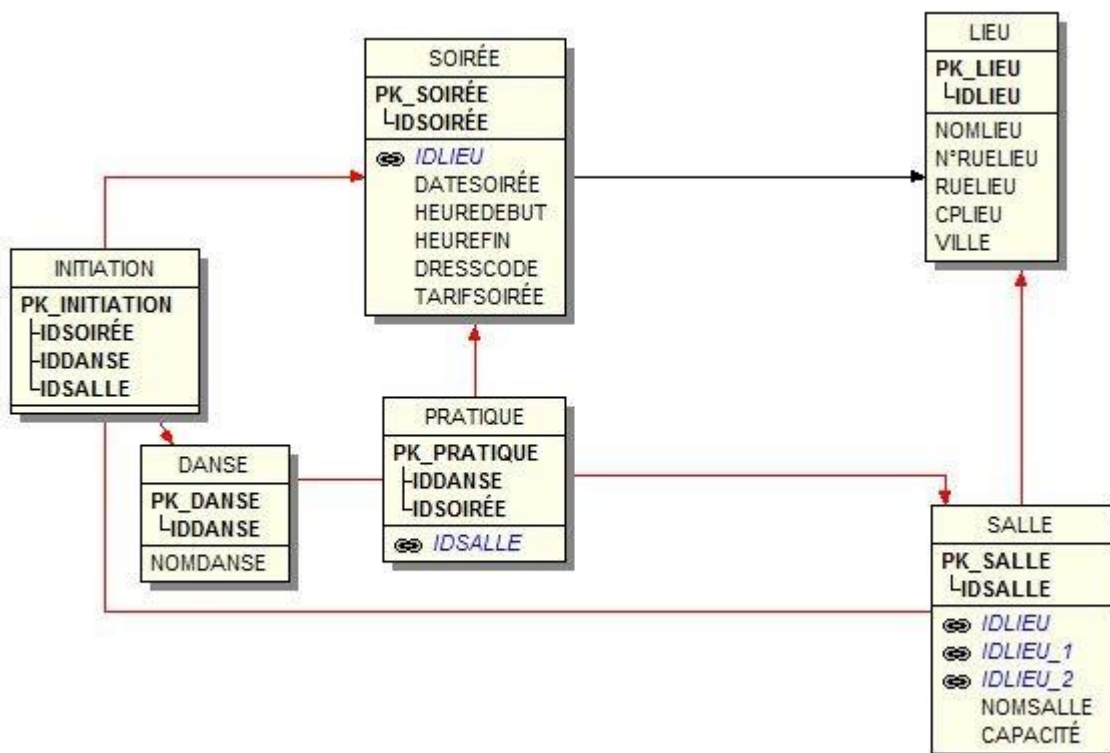 SOIRÉE
PK_SOIRÉE
IDSOIRÉE
IDLIEU
DATESOIRÉE
HEUREDEBUT
HEUREFIN
DRESSCODE
TARIFSOIRÉE
LIEU
PK_LIEU
IDLIEU
NOMLIEU
N°RUELIEU
RUELIEU
CPLIEU
VILLE
INITIATION
PK_INITIATION
IDSOIRÉE
IDDANSE
IDSALLE
DANSE
PK_DANSE
IDDANSE
NOMDANSE
PRATIQUE
PK_PRATIQUE
IDDANSE
IDSOIRÉE
IDSALLE
SALLE
PK_SALLE
IDSALLE
IDLIEU
IDLIEU_1
IDLIEU_2
NOMSALLE
CAPACITÉ